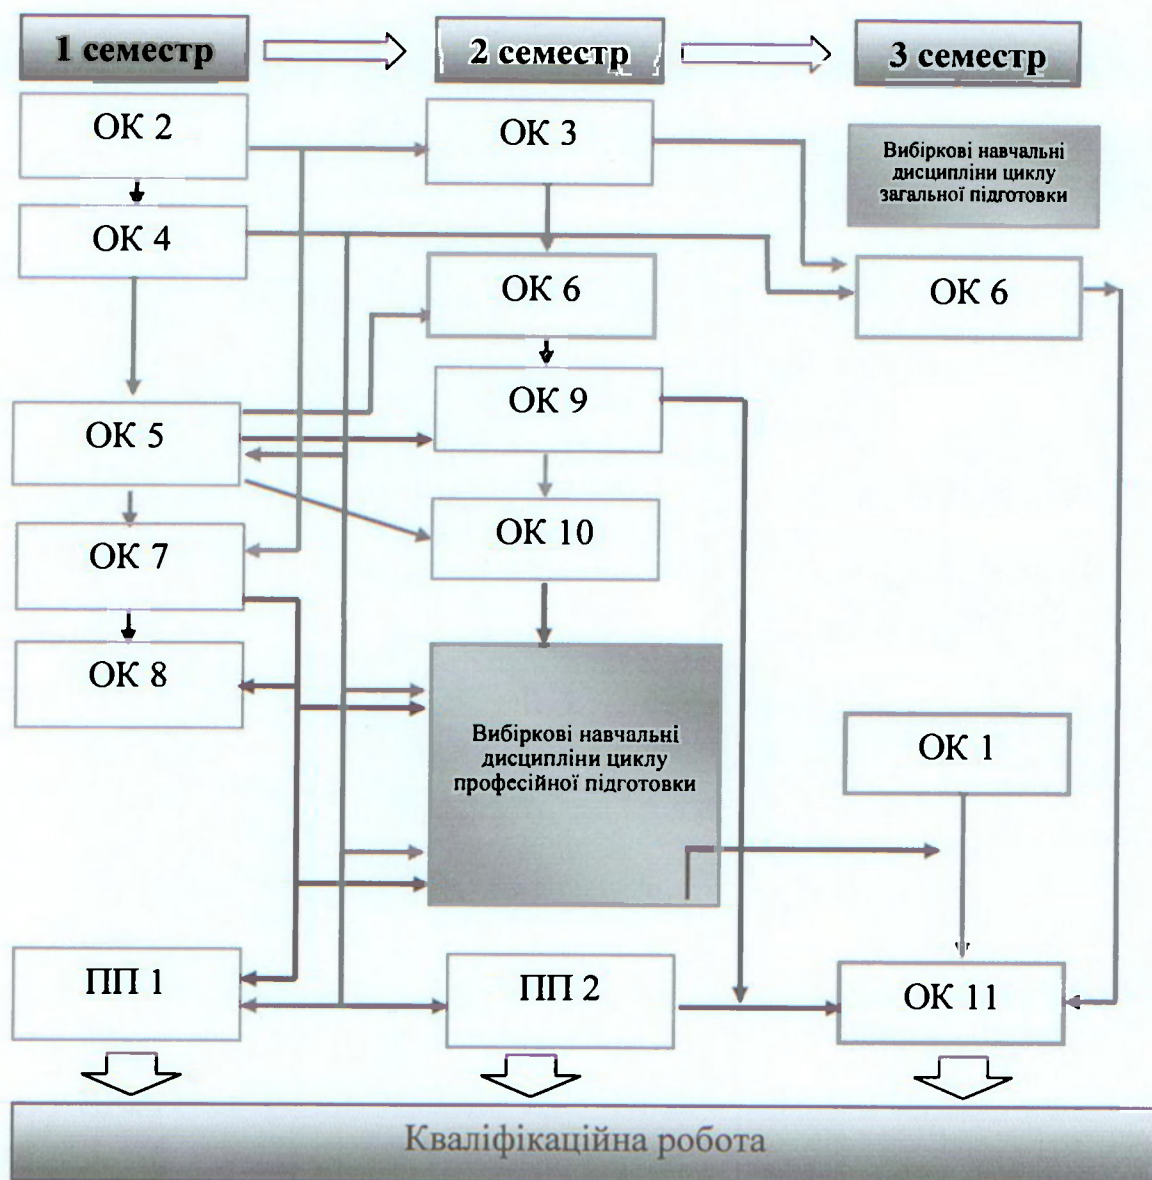 1 семестр
2 семестр
3 семестр
ОК 2
ОК 3
Вибіркові навчальні
дисципліни циклу
загальної підготовки
ОК 4
ОК 6
ОК 6
ОК 5
ОК 9
ОК 7
ОК 10
ОК 8
Вибіркові навчальні
дисципліни циклу
професійної підготовки
ОК 1
ПП 1
ПП 2
ОК 11
Кваліфікаційна робота